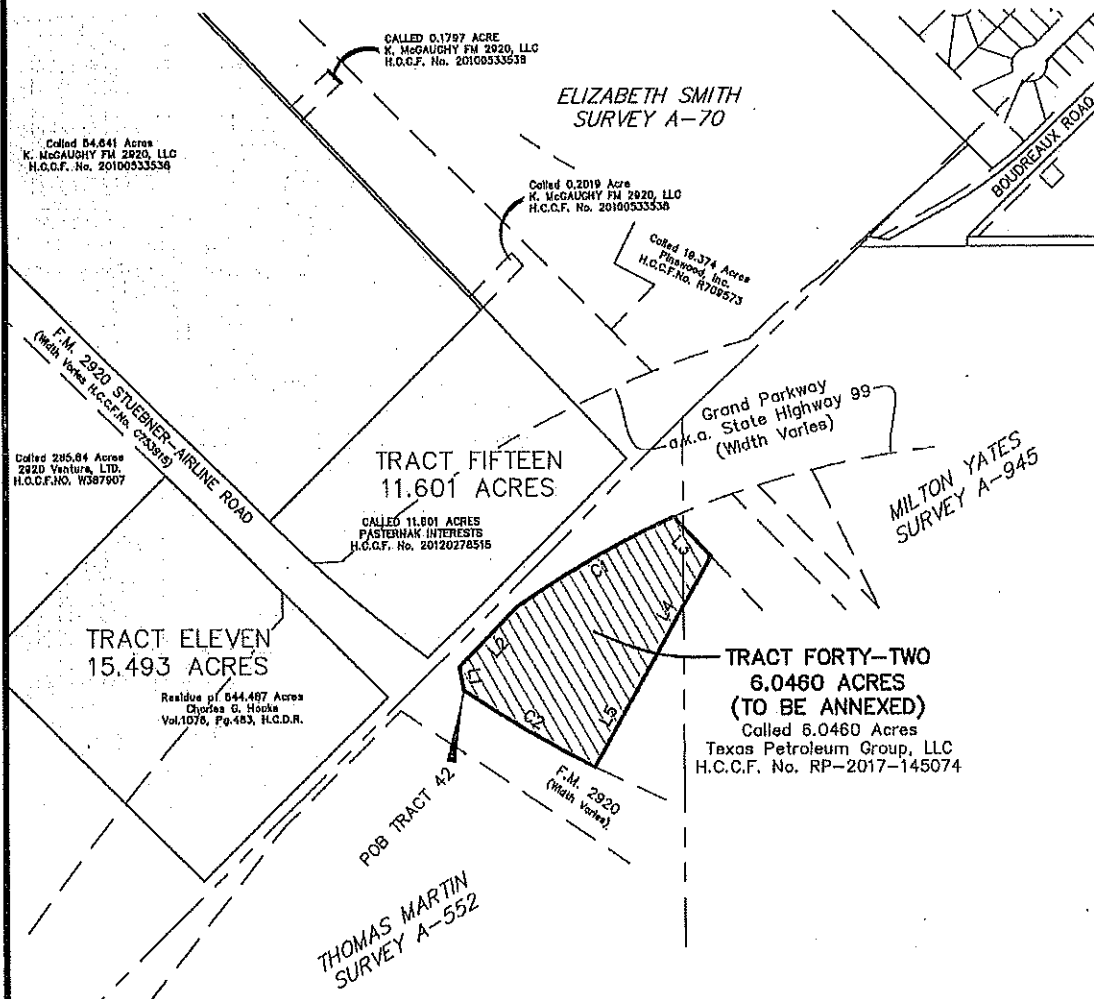 CALLED 0.1797 ACRE
K. McGAUGHY FM 2920, LLC
H.C.C.F. No. 20100533538
ELIZABETH SMITH
SURVEY A-70
BOUDREAUX ROAD
Called 64.641 Acres
K. McGAUGHY FM 2920, LLC
H.C.C.F. No. 20100533538
Called 0.2019 Acre
K. McGAUGHY FM 2920, LLC
H.C.C.F. No. 20100533538
Called 19.374 Acres
Pinewood, Inc.
H.C.C.F.No. R709573
F.M. 2920 STUEBNER-AIRLINE ROAD
(Width Varies H.C.C.F.No.
Grand Parkway
a.k.a. State Highway 99
(Width Varies)
MILTON YATES
SURVEY A-945
Called 285.64 Acres
2920 Venture, LTD.
H.C.C.F.NO. W387907
TRACT FIFTEEN
11.601 ACRES
CALLED 11.601 ACRES
PASTERNAK INTERESTS
H.C.C.F. No. 20120278515
C1
L3
L4
L2
L1
C2
L5
TRACT ELEVEN
15.493 ACRES
Residue of 644.487 Acres
Charles G. Hooks
Vol.1076, Pg.483, H.C.D.R.
TRACT FORTY-TWO
6.0460 ACRES
(TO BE ANNEXED)
Called 6.0460 Acres
Texas Petroleum Group, LLC
H.C.C.F. No. RP-2017-145074
F.M. 2920
(Width Varies)
POB TRACT 42
THOMAS MARTIN
SURVEY A-552